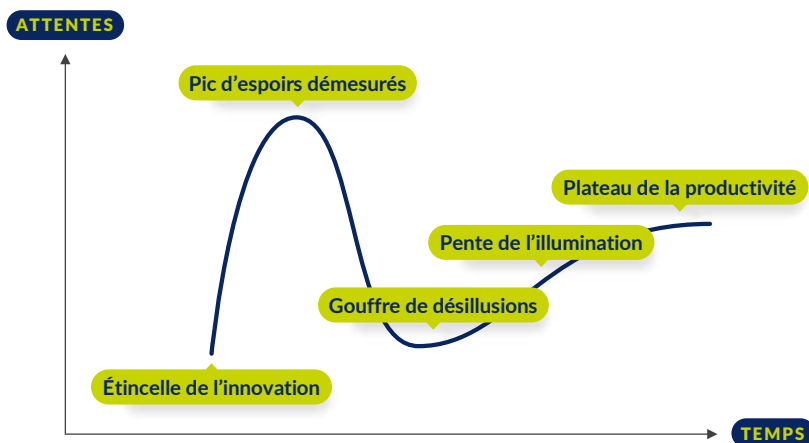 ATTENTES
Pic d’espoirs démesurés
Plateau de la productivité
Pente de l’illumination
Gouffre de désillusions
Étincelle de l’innovation
TEMPS